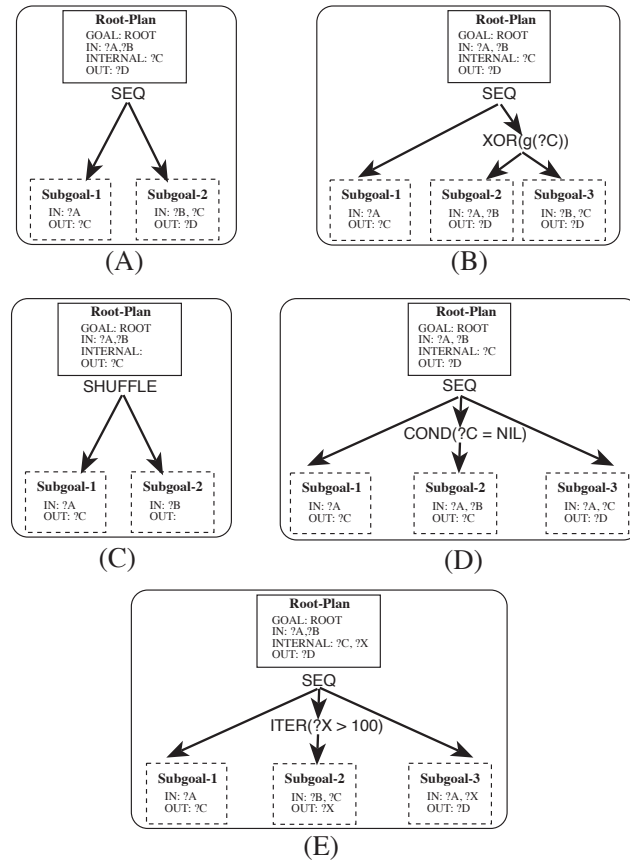 Root-Plan
GOAL: ROOT
IN: ?A,?B
INTERNAL: ?C
OUT: ?D
SEQ
Subgoal-1
IN: ?A
OUT: ?C
Subgoal-2
IN: ?B, ?C
OUT: ?D
(A)
Root-Plan
GOAL: ROOT
IN: ?A, ?B
INTERNAL: ?C
OUT: ?D
SEQ
XOR(g(?C))
Subgoal-1
IN: ?A
OUT: ?C
Subgoal-2
IN: ?A, ?B
OUT: ?D
Subgoal-3
IN: ?B, ?C
OUT: ?D
(B)
Root-Plan
GOAL: ROOT
IN: ?A,?B
INTERNAL:
OUT: ?C
SHUFFLE
Subgoal-1
IN: ?A
OUT: ?C
Subgoal-2
IN: ?B
OUT:
(C)
Root-Plan
GOAL: ROOT
IN: ?A, ?B
INTERNAL: ?C
OUT: ?D
SEQ
COND(?C = NIL)
Subgoal-1
IN: ?A
OUT: ?C
Subgoal-2
IN: ?A, ?B
OUT: ?C
Subgoal-3
IN: ?A, ?C
OUT: ?D
(D)
Root-Plan
GOAL: ROOT
IN: ?A,?B
INTERNAL: ?C, ?X
OUT: ?D
SEQ
ITER(?X > 100)
Subgoal-1
IN: ?A
OUT: ?C
Subgoal-2
IN: ?B, ?C
OUT: ?X
Subgoal-3
IN: ?A, ?X
OUT: ?D
(E)